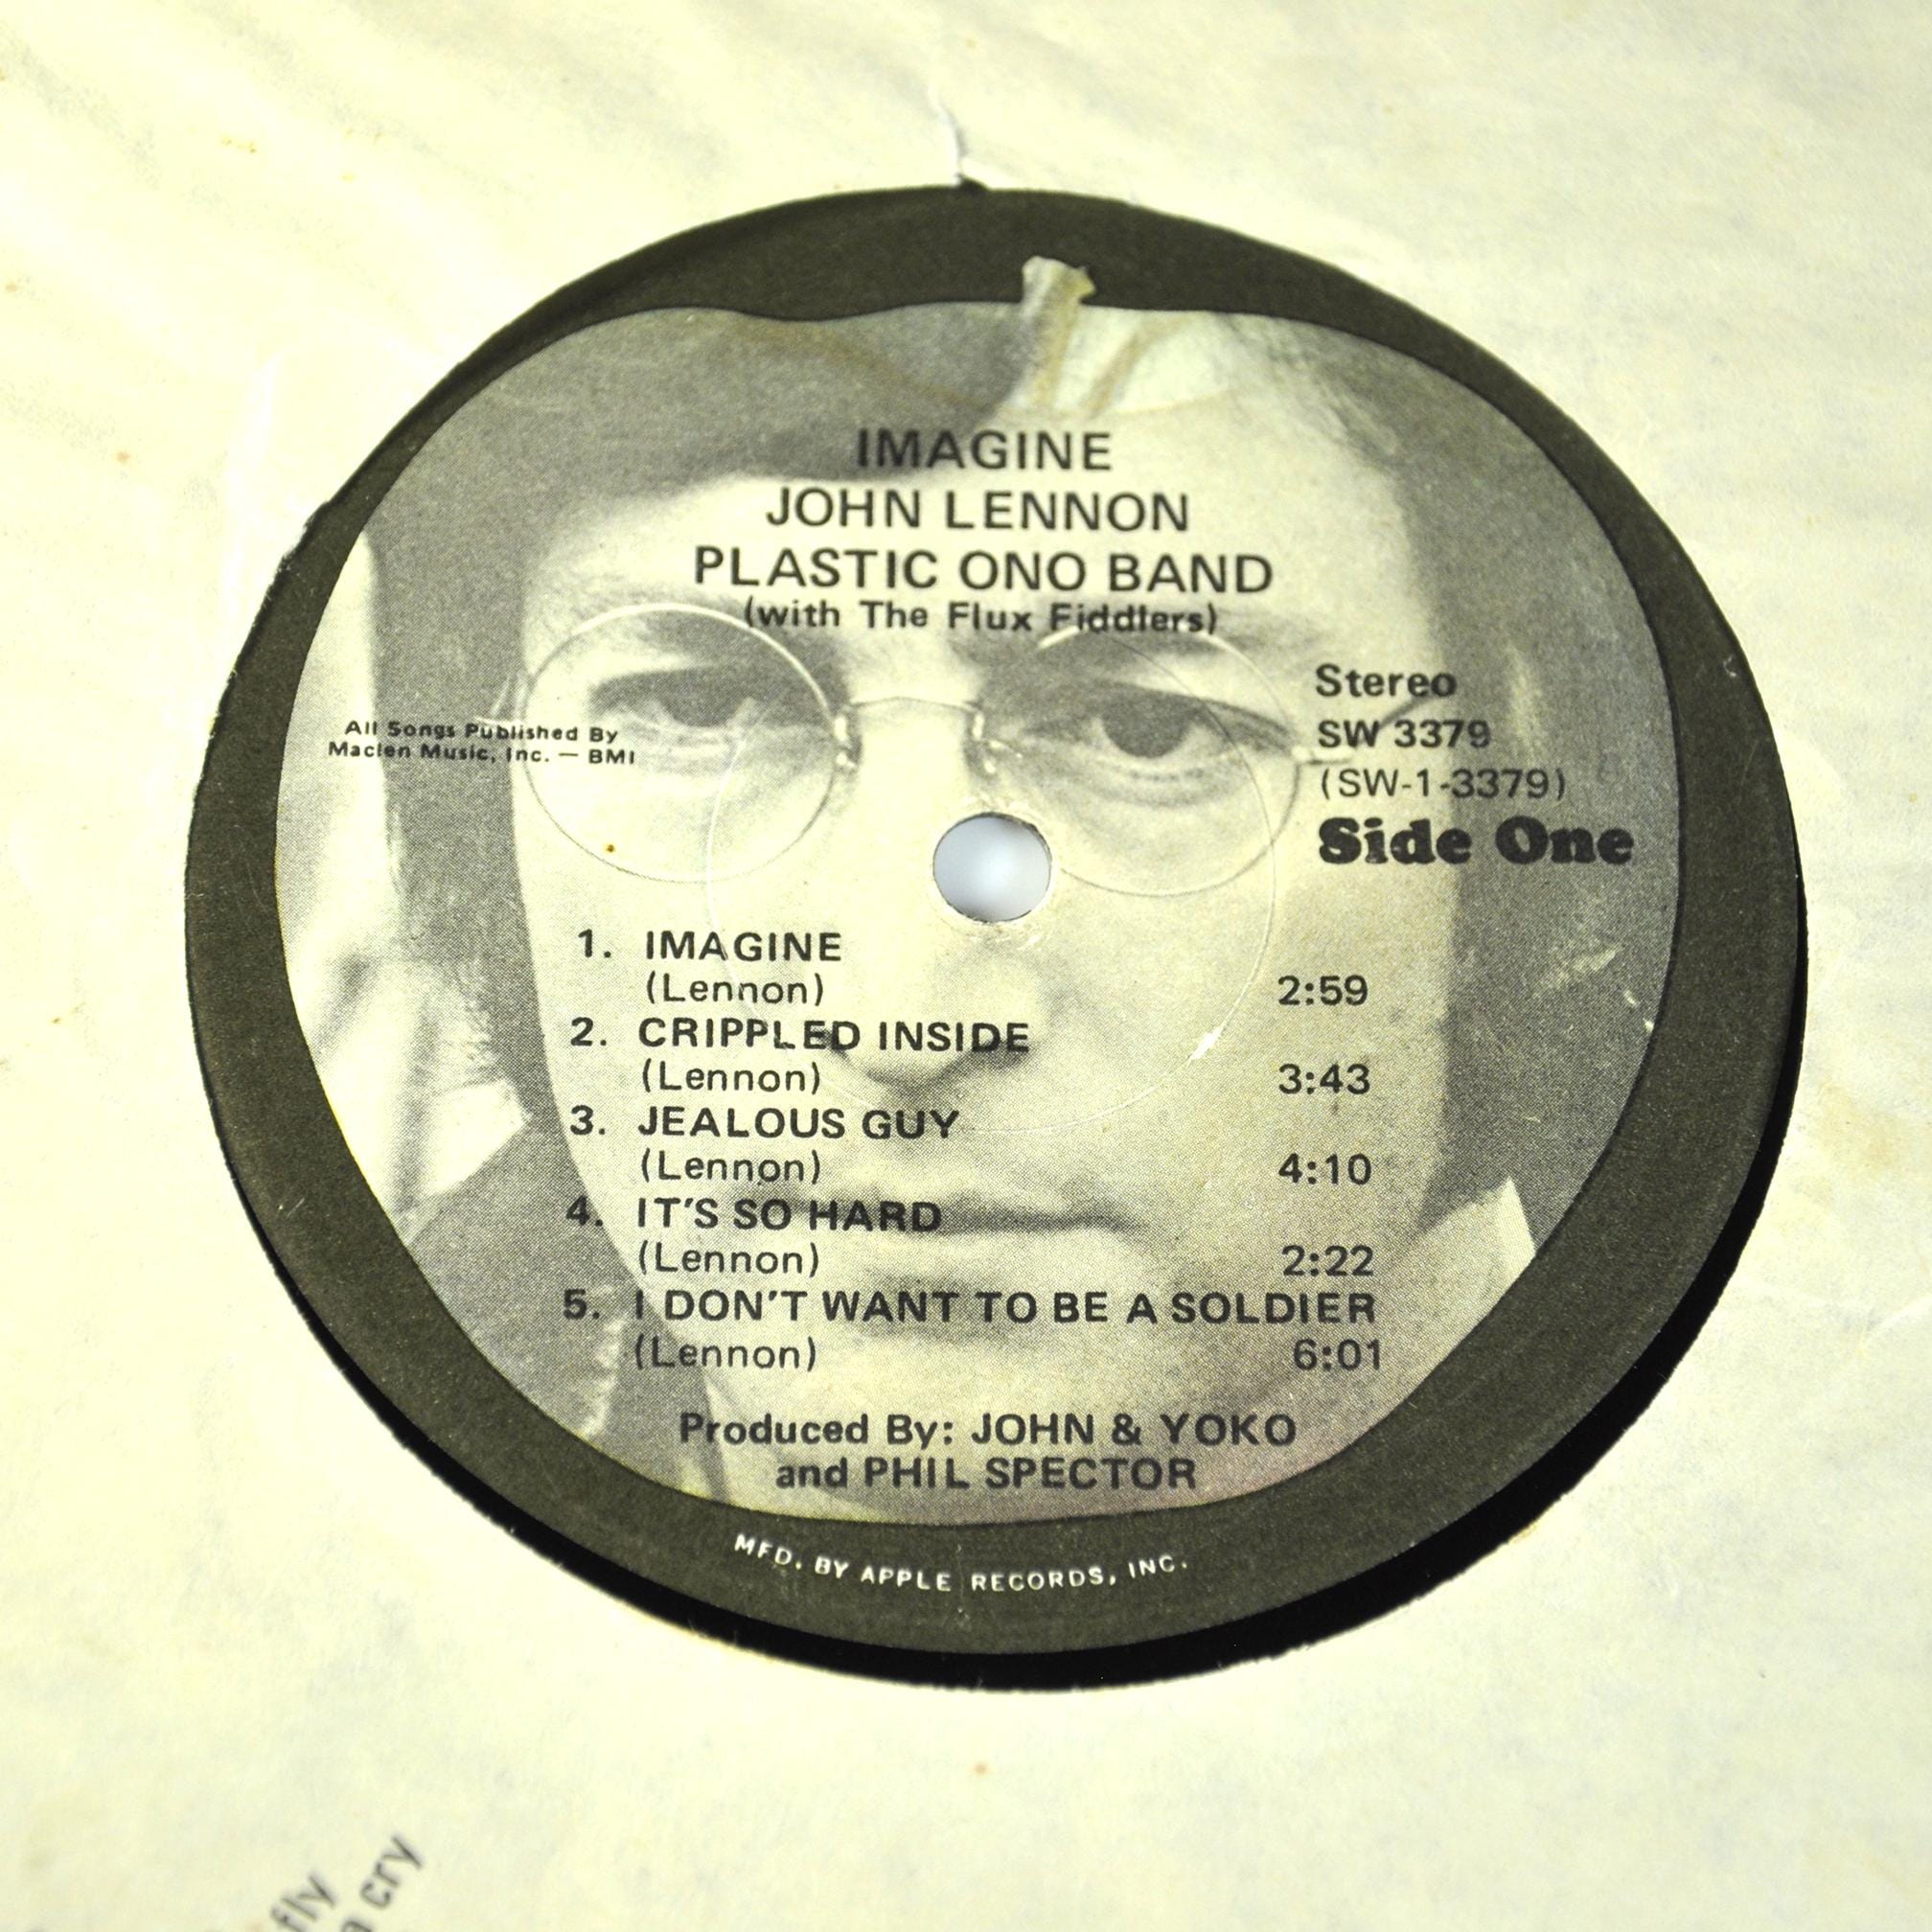 IMAGINE
JOHN LENNON
PLASTIC ONO BAND
(with The Flux Fiddlers)
All Songs Published By
Maclen Music, Inc. — BMI
Stereo
SW 3379
(SW-1-3379)
Side One
1. IMAGINE
(Lennon) 2:59
2. CRIPPLED INSIDE
(Lennon) 3:43
3. JEALOUS GUY
(Lennon) 4:10
4. IT'S SO HARD
(Lennon) 2:22
5. I DON'T WANT TO BE A SOLDIER
(Lennon) 6:01
Produced By: JOHN & YOKO
and PHIL SPECTOR
MFD. BY APPLE RECORDS, INC.
fly
a cry